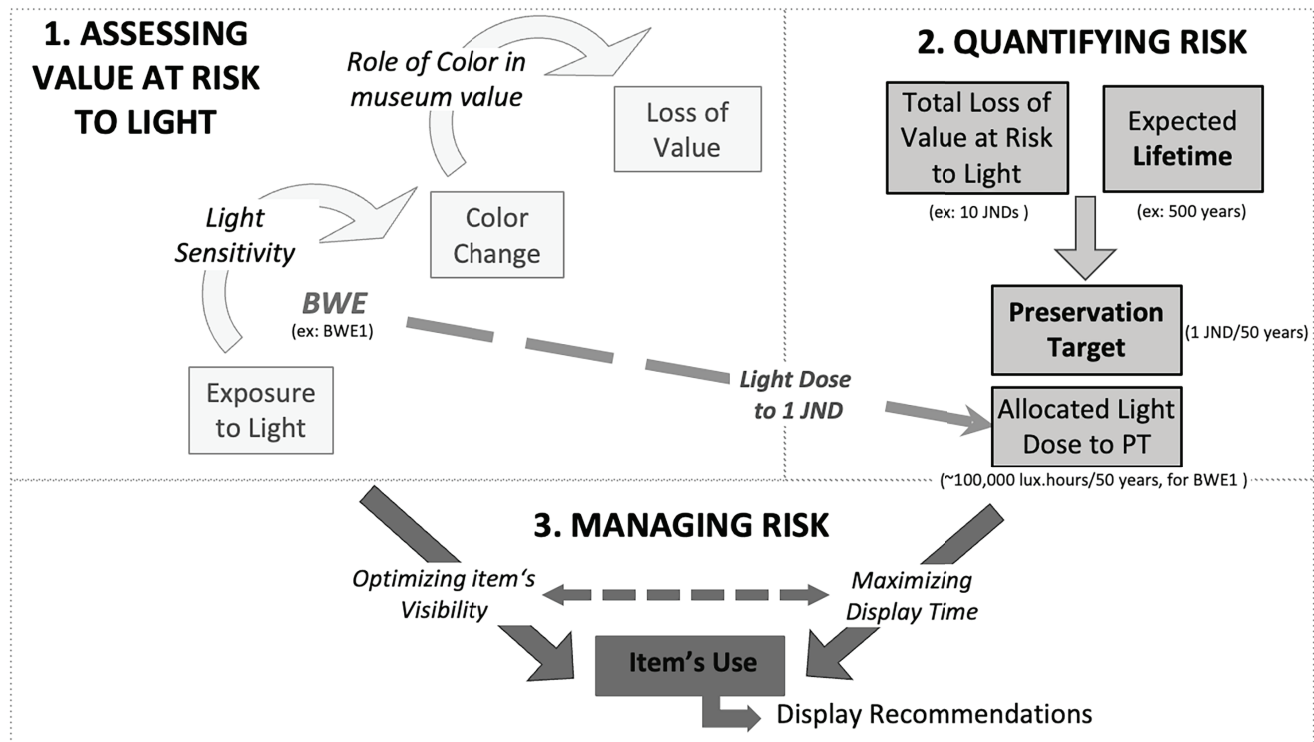 1. ASSESSING
VALUE AT RISK
TO LIGHT
Role of Color in
museum value
Loss of
Value
Light
Sensitivity
Color
Change
BWE
(ex: BWE1)
Exposure
to Light
Light Dose
to 1 JND
2. QUANTIFYING RISK
Total Loss of
Value at Risk
to Light
(ex: 10 JNDs )
Expected
Lifetime
(ex: 500 years)
Preservation
Target
(1 JND/50 years)
Allocated Light
Dose to PT
(~100,000 lux.hours/50 years, for BWE1 )
3. MANAGING RISK
Optimizing item‘s
Visibility
Maximizing
Display Time
Item’s Use
Display Recommendations